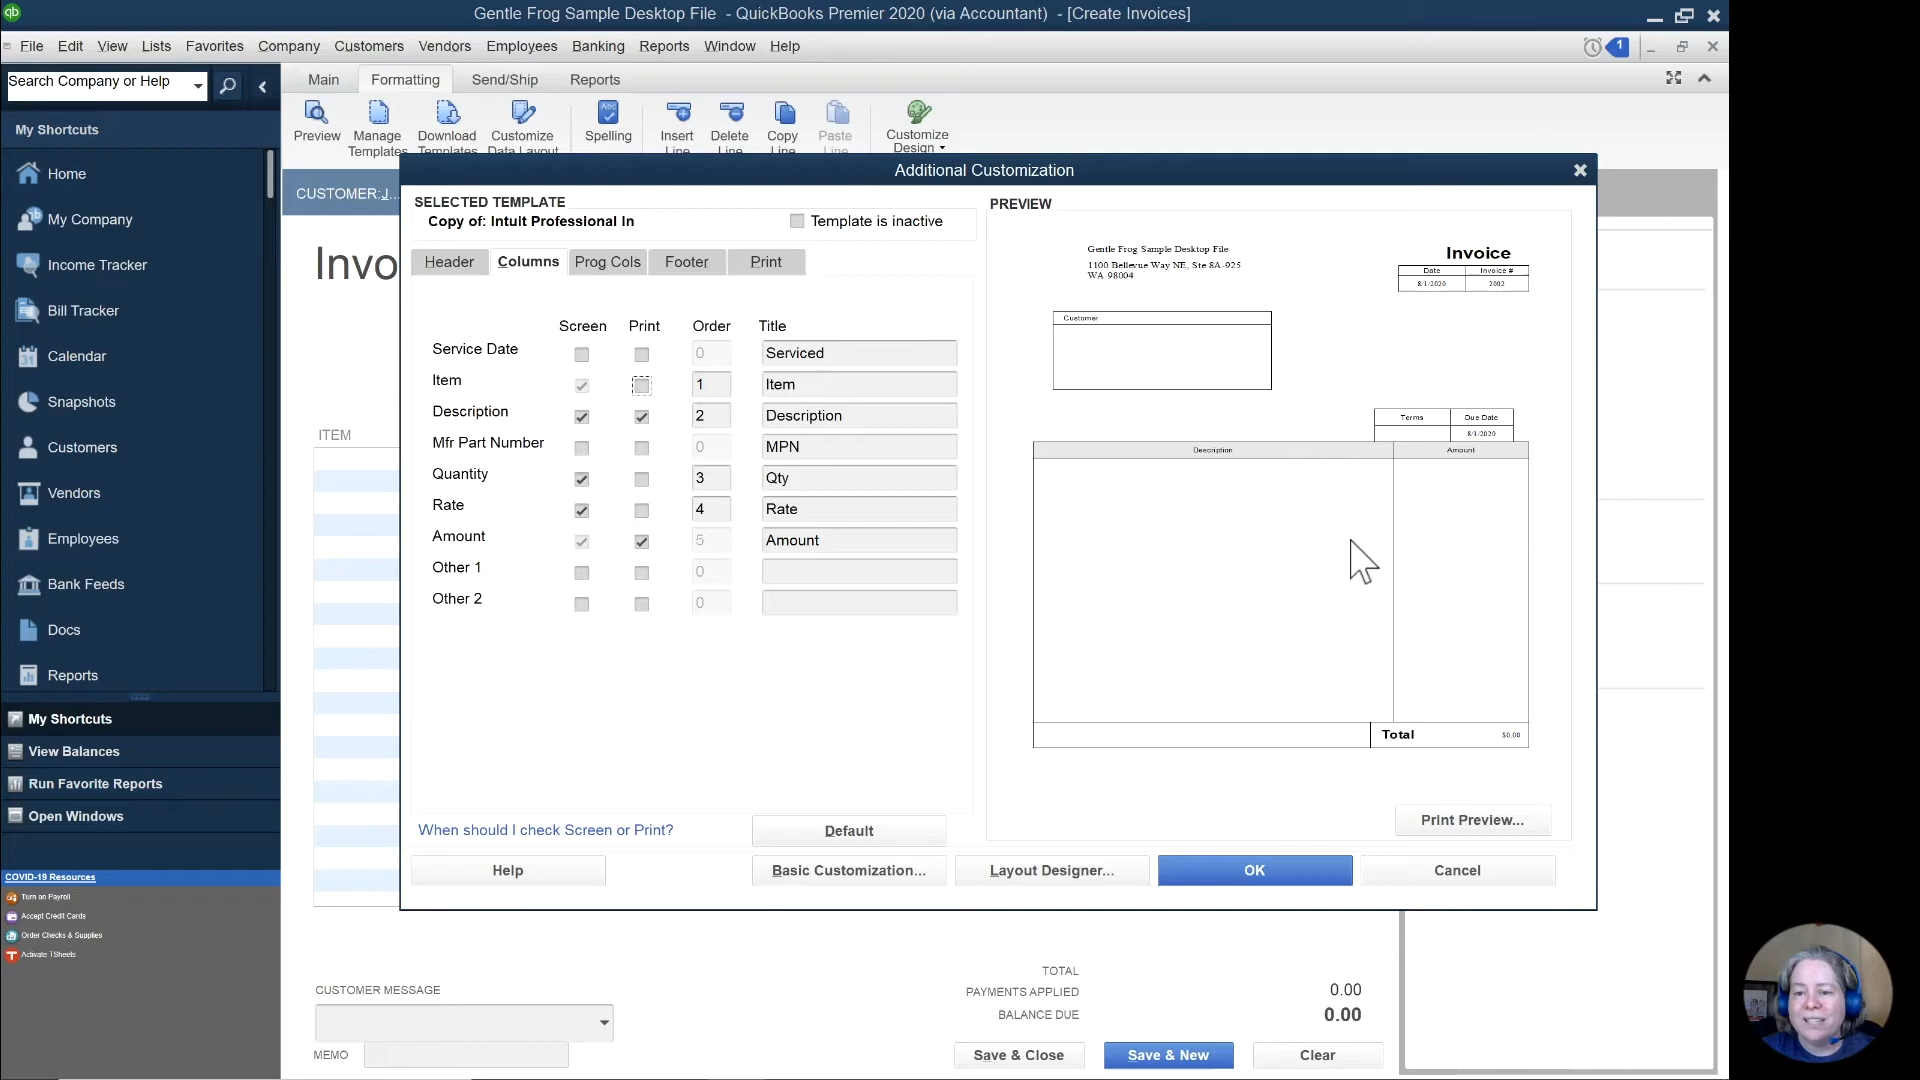 Gentle Frog Sample Desktop File - QuickBooks Premier 2020 (via Accountant) - [Create Invoices]
File Edit View Lists Favorites Company Customers Vendors Employees Banking Reports Window Help
1
Search Company or Help
Main Formatting Send/Ship Reports
Preview
Manage Templates
Download Templates
Customize Data Layout
Spelling
Insert Line
Delete Line
Copy Line
Paste Line
Customize Design
My Shortcuts
Home
My Company
Income Tracker
Bill Tracker
Calendar
Snapshots
Customers
Vendors
Employees
Bank Feeds
Docs
Reports
My Shortcuts
View Balances
Run Favorite Reports
Open Windows
COVID-19 Resources
Turn on Payroll
Accept Credit Cards
Order Checks & Supplies
Activate TSheets
CUSTOMER:J...
Invo
ITEM
Additional Customization
SELECTED TEMPLATE
Copy of: Intuit Professional In
Template is inactive
Header Columns Prog Cols Footer Print
Screen Print Order Title
Service Date 0 Serviced
Item 1 Item
Description 2 Description
Mfr Part Number 0 MPN
Quantity 3 Qty
Rate 4 Rate
Amount 5 Amount
Other 1 0
Other 2 0
When should I check Screen or Print?
Default
Help
Basic Customization...
Layout Designer...
OK
Cancel
PREVIEW
Gentle Frog Sample Desktop File
1100 Bellevue Way NE, Ste 8A-925
WA 98004
Invoice
Date Invoice #
8/1/2020 2002
Customer
Terms Due Date
8/1/2020
Description Amount
Total $0.00
Print Preview...
CUSTOMER MESSAGE
MEMO
TOTAL
PAYMENTS APPLIED 0.00
BALANCE DUE 0.00
Save & Close Save & New Clear